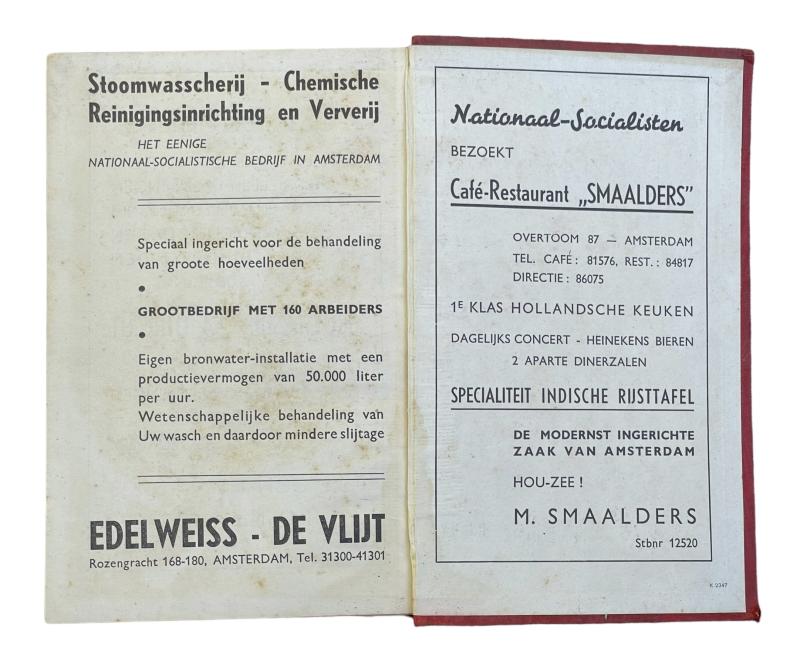 Stoomwasscherij - Chemische
Reinigingsinrichting en Ververij
HET EENIGE
NATIONAAL-SOCIALISTISCHE BEDRIJF IN AMSTERDAM
Speciaal ingericht voor de behandeling
van groote hoeveelheden
●
GROOTBEDRIJF MET 160 ARBEIDERS
●
Eigen bronwater-installatie met een
productievermogen van 50.000 liter
per uur.
Wetenschappelijke behandeling van
Uw wasch en daardoor mindere slijtage
EDELWEISS - DE VLIJT
Rozengracht 168-180, AMSTERDAM, Tel. 31300-41301
Nationaal-Socialisten
BEZOEKT
Café-Restaurant „SMAALDERS”
OVERTOOM 87 — AMSTERDAM
TEL. CAFÉ: 81576, REST.: 84817
DIRECTIE: 86075
1E KLAS HOLLANDSCHE KEUKEN
DAGELIJKS CONCERT - HEINEKENS BIEREN
2 APARTE DINERZALEN
SPECIALITEIT INDISCHE RIJSTTAFEL
DE MODERNST INGERICHTE
ZAAK VAN AMSTERDAM
HOU-ZEE!
M. SMAALDERS
Stbnr 12520
K 2347